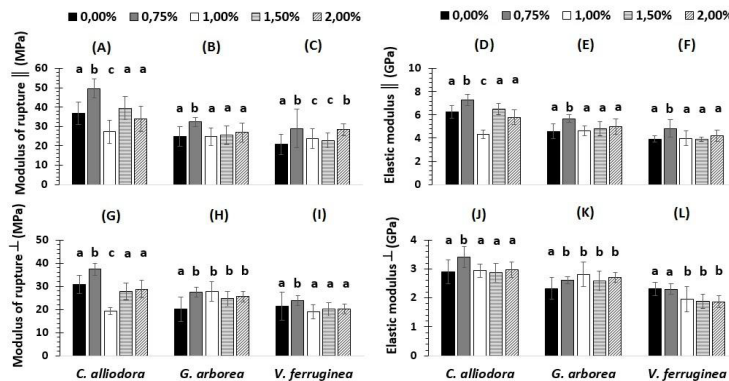 0,00% 0,75% 1,00% 1,50% 2,00%
(A) (B) (C)
Modulus of rupture || (MPa)
60
50
40
30
20
10
0
a b c a a
a b a a a
a b c c b
0,00% 0,75% 1,00% 1,50% 2,00%
(D) (E) (F)
Elastic modulus || (GPa)
10
8
6
4
2
0
a b c a a
a b a a a
a b a a a
(G) (H) (I)
Modulus of rupture ┴ (MPa)
50
40
30
20
10
0
a b c a a
a b b b b
a b a a a
C. alliodora G. arborea V. ferruginea
(J) (K) (L)
Elastic modulus ┴ (GPa)
4
3
2
1
0
a b a a a
a b b b b
a a b b b
C. alliodora G. arborea V. ferruginea